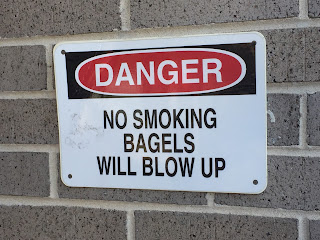 DANGER
NO SMOKING
BAGELS
WILL BLOW UP